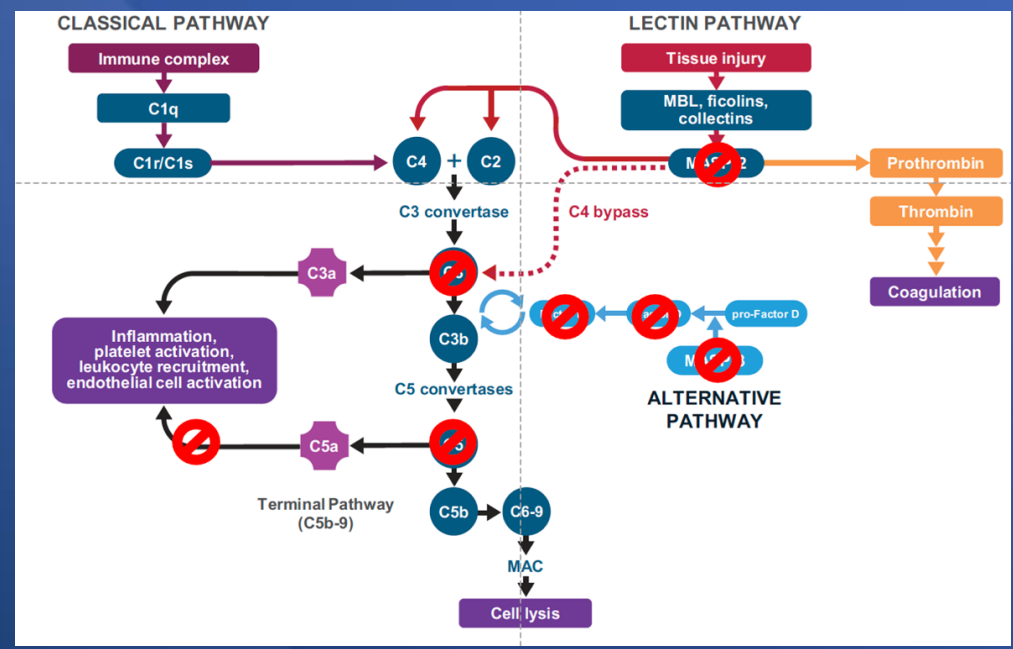 CLASSICAL PATHWAY
LECTIN PATHWAY
Immune complex
Tissue injury
C1q
MBL, ficolins,
collectins
C1r/C1s
C4
+
C2
Prothrombin
C3 convertase
C4 bypass
Thrombin
C3a
Coagulation
pro-Factor D
Inflammation,
platelet activation,
leukocyte recruitment,
endothelial cell activation
C3b
C5 convertases
ALTERNATIVE
PATHWAY
C5a
Terminal Pathway
(C5b-9)
C5b
C6-9
MAC
Cell lysis